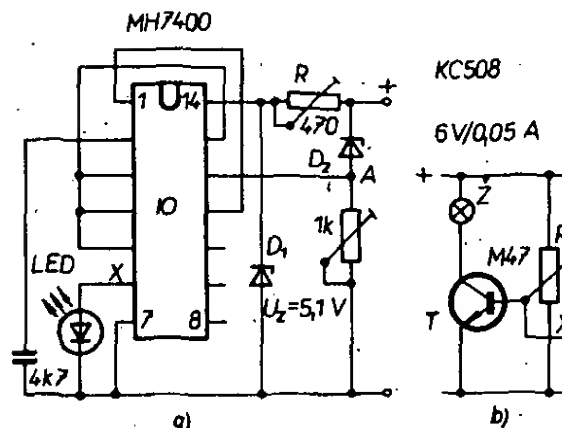 MH7400
KC508
6V/0,05 A
1
14
R
470
+
D₂
A
IO
1k
D₁
U_Z=5,1 V
LED
X
7
8
4k7
a)
+
Z
M47
R
T
b)